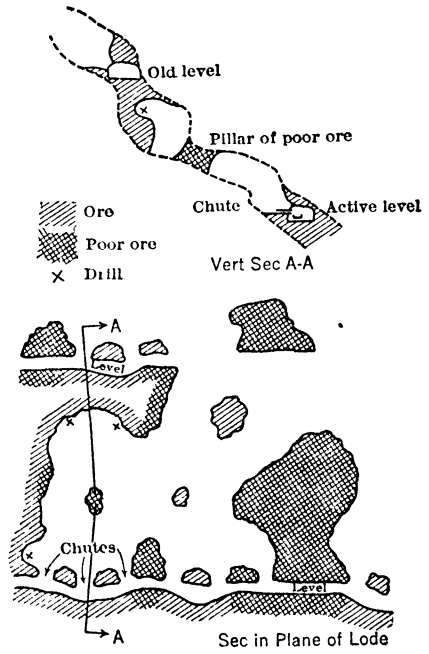 Old level
Pillar of poor ore
Chute
Active level
Ore
Poor ore
x Drill
Vert Sec A-A
A
Level
Chutes
Level
A
Sec in Plane of Lode